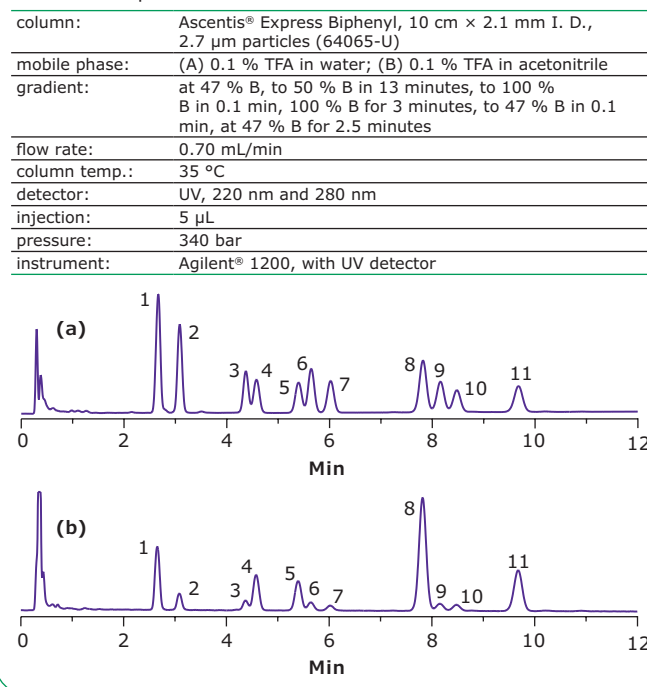 column: Ascentis® Express Biphenyl, 10 cm × 2.1 mm I. D.,
2.7 μm particles (64065-U)
mobile phase: (A) 0.1 % TFA in water; (B) 0.1 % TFA in acetonitrile
gradient: at 47 % B, to 50 % B in 13 minutes, to 100 %
B in 0.1 min, 100 % B for 3 minutes, to 47 % B in 0.1
min, at 47 % B for 2.5 minutes
flow rate: 0.70 mL/min
column temp.: 35 °C
detector: UV, 220 nm and 280 nm
injection: 5 μL
pressure: 340 bar
instrument: Agilent® 1200, with UV detector
(a)
1 2 3 4 5 6 7 8 9 10 11
0 2 4 6 8 10 12
Min
(b)
1 2 3 4 5 6 7 8 9 10 11
0 2 4 6 8 10 12
Min